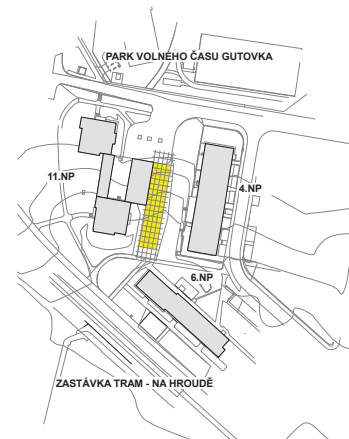 PARK VOLNÉHO ČASU GUTOVKA
11.NP
4.NP
6.NP
ZASTÁVKA TRAM - NA HROUDĚ